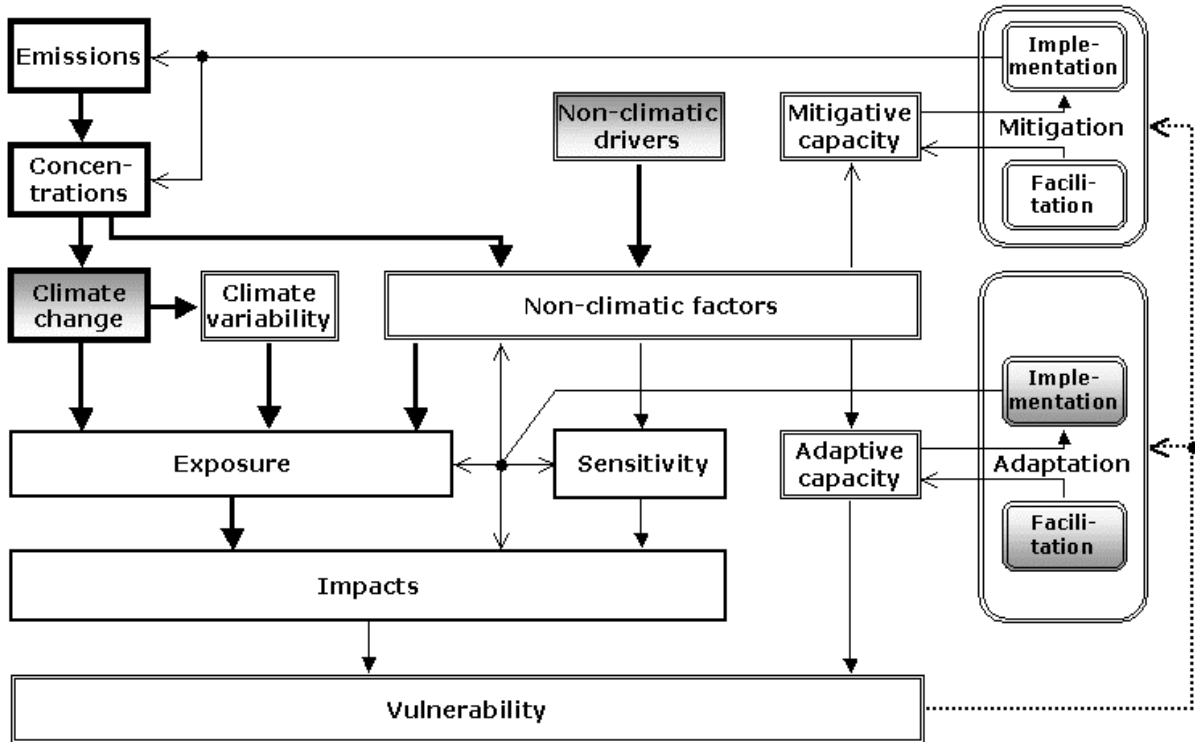 Emissions
Imple-
mentation
Non-climatic
drivers
Mitigative
capacity
Mitigation
Concen-
trations
Facili-
tation
Climate
change
Climate
variability
Non-climatic factors
Imple-
mentation
Exposure
Sensitivity
Adaptive
capacity
Adaptation
Facili-
tation
Impacts
Vulnerability